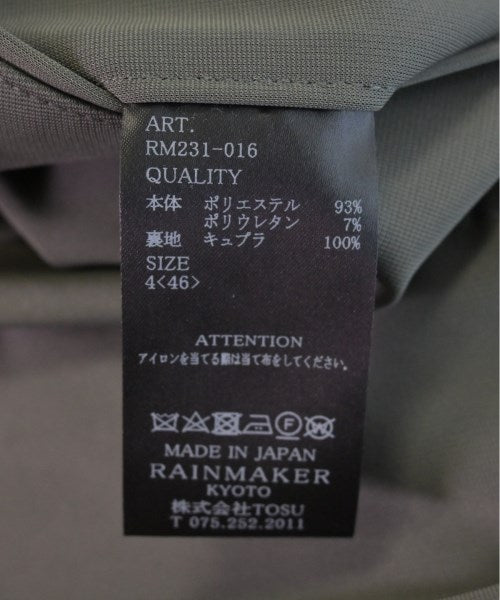 ART.
RM231-016
QUALITY
本体 ポリエステル 93%
ポリウレタン 7%
裏地 キュプラ 100%
SIZE
4<46>
ATTENTION
アイロンを当てる際は当て布をしてください。
MADE IN JAPAN
RAINMAKER
KYOTO
株式会社TOSU
T 075.252.2011